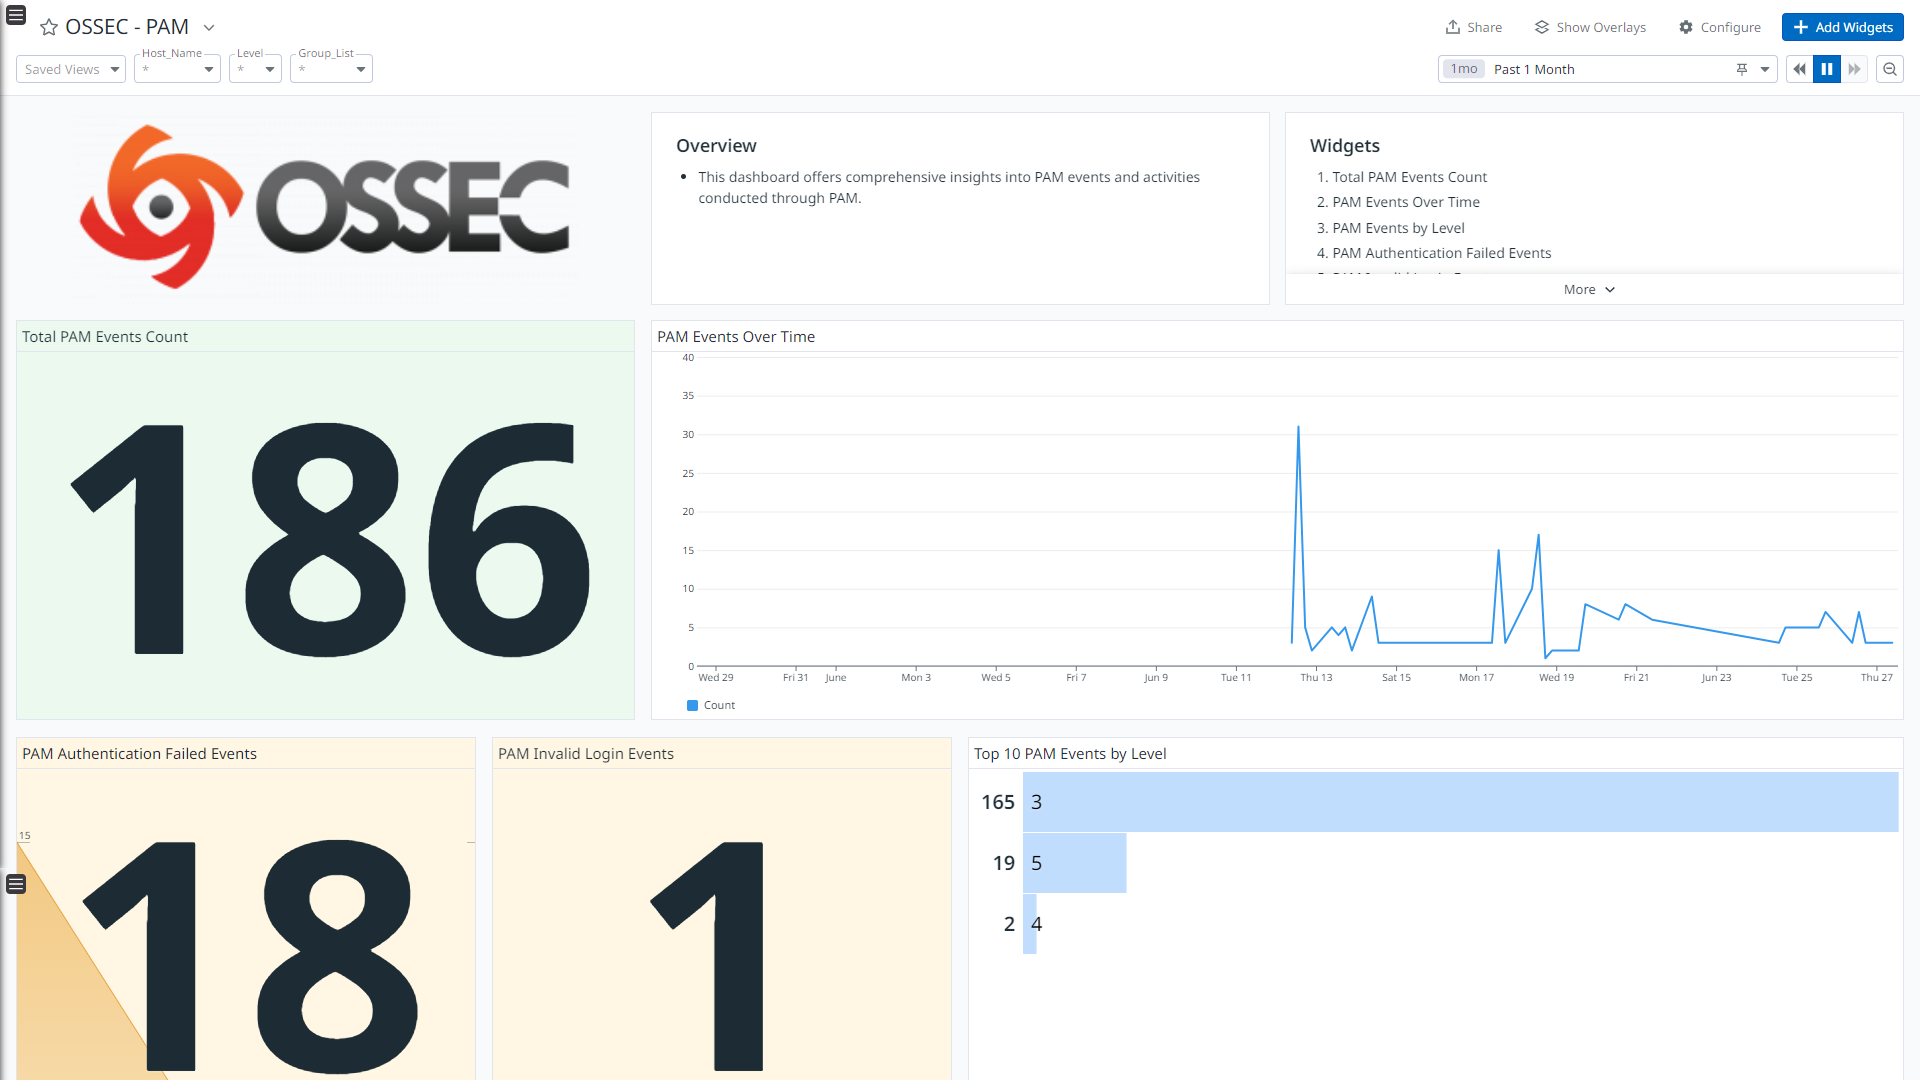 OSSEC - PAM
Share
Show Overlays
Configure
Add Widgets
Saved Views
Host_Name
*
Level
*
Group_List
*
1mo Past 1 Month
OSSEC
Overview
• This dashboard offers comprehensive insights into PAM events and activities
conducted through PAM.
Widgets
1. Total PAM Events Count
2. PAM Events Over Time
3. PAM Events by Level
4. PAM Authentication Failed Events
More
Total PAM Events Count
186
PAM Events Over Time
40
35
30
25
20
15
10
5
0
Wed 29 Fri 31 June Mon 3 Wed 5 Fri 7 Jun 9 Tue 11 Thu 13 Sat 15 Mon 17 Wed 19 Fri 21 Jun 23 Tue 25 Thu 27
Count
PAM Authentication Failed Events
15
18
PAM Invalid Login Events
1
Top 10 PAM Events by Level
165 3
19 5
2 4